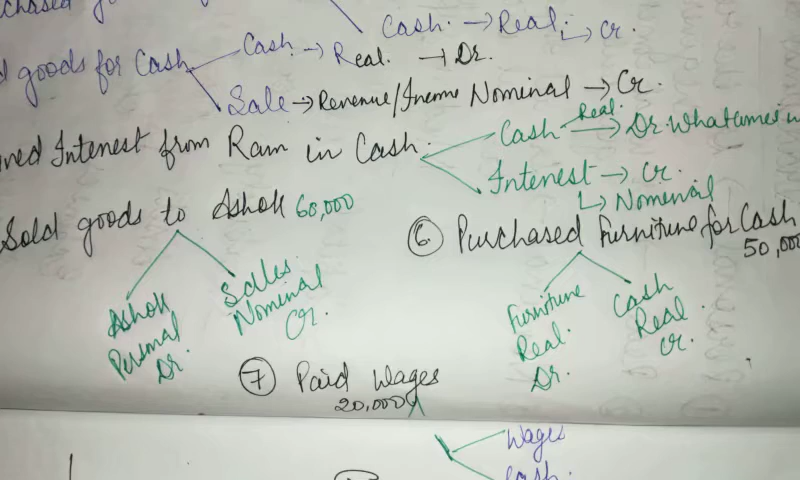 Cash. → Real. → Cr.
goods for Cash
Cash → Real. → Dr.
Sale → Revenue/Income Nominal → Cr.
Interest from Ram in Cash.
Cash Real. → Dr. What comes in
Interest → Cr.
↳ Nominal
Sold goods to Ashok 60,000
Ashok
Personal
Dr.
Sales
Nominal
Cr.
⑥ Purchased Furniture for Cash
50,000
Furniture
Real.
Dr.
Cash
Real.
Cr.
⑦ Paid Wages
20,000
Wages
Cash.